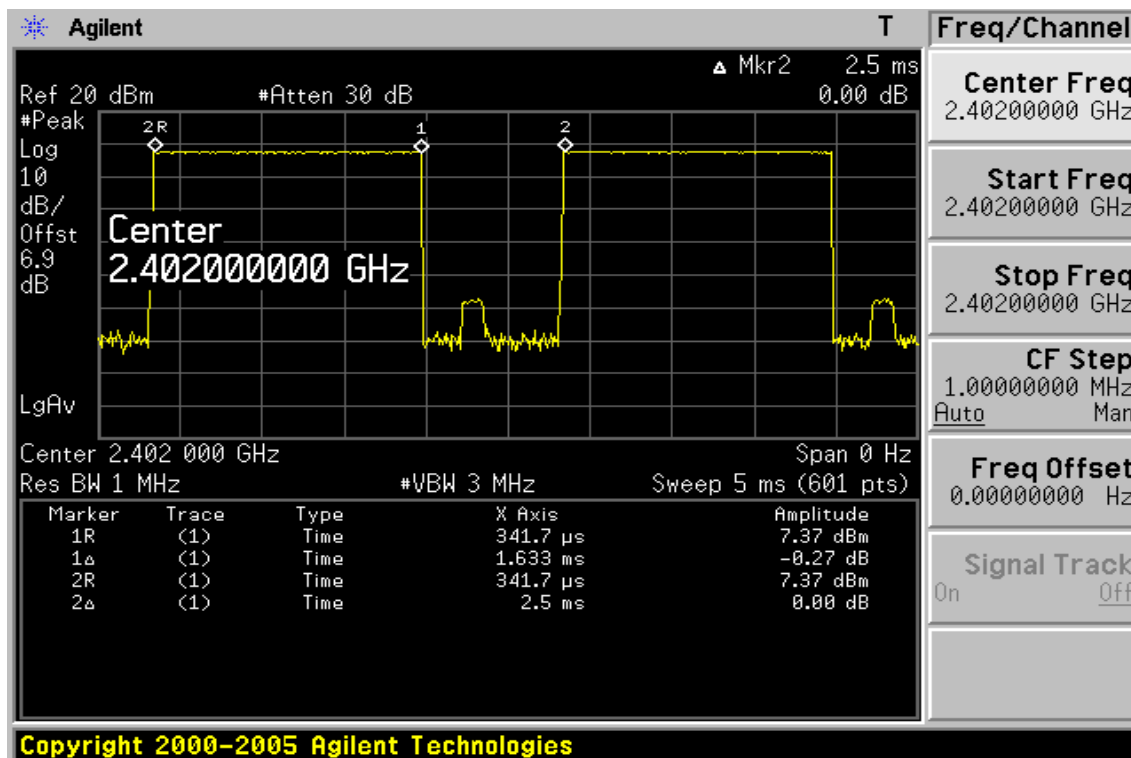 Agilent T
Freq/Channel
Δ Mkr2 2.5 ms
Ref 20 dBm #Atten 30 dB 0.00 dB
#Peak
Log
10
dB/
Offst
6.9
dB
LgAv
2R 1 2
Center
2.402000000 GHz
Center 2.402 000 GHz Span 0 Hz
Res BW 1 MHz #VBW 3 MHz Sweep 5 ms (601 pts)
Marker Trace Type X Axis Amplitude
1R (1) Time 341.7 µs 7.37 dBm
1Δ (1) Time 1.633 ms -0.27 dB
2R (1) Time 341.7 µs 7.37 dBm
2Δ (1) Time 2.5 ms 0.00 dB
Center Freq
2.40200000 GHz
Start Freq
2.40200000 GHz
Stop Freq
2.40200000 GHz
CF Step
1.00000000 MHz
Auto Man
Freq Offset
0.00000000 Hz
Signal Track
On Off
Copyright 2000-2005 Agilent Technologies